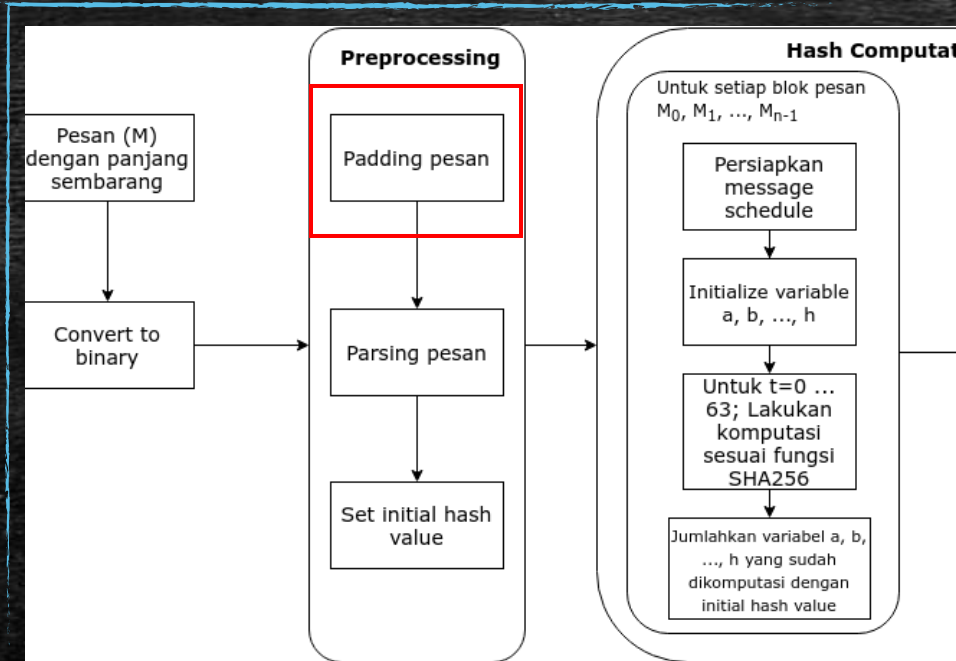 Pesan (M)
dengan panjang
sembarang
Convert to
binary
Preprocessing
Padding pesan
Parsing pesan
Set initial hash
value
Hash Computat
Untuk setiap blok pesan
M₀, M₁, ..., Mₙ₋₁
Persiapkan
message
schedule
Initialize variable
a, b, ..., h
Untuk t=0 ...
63; Lakukan
komputasi
sesuai fungsi
SHA256
Jumlahkan variabel a, b,
..., h yang sudah
dikomputasi dengan
initial hash value